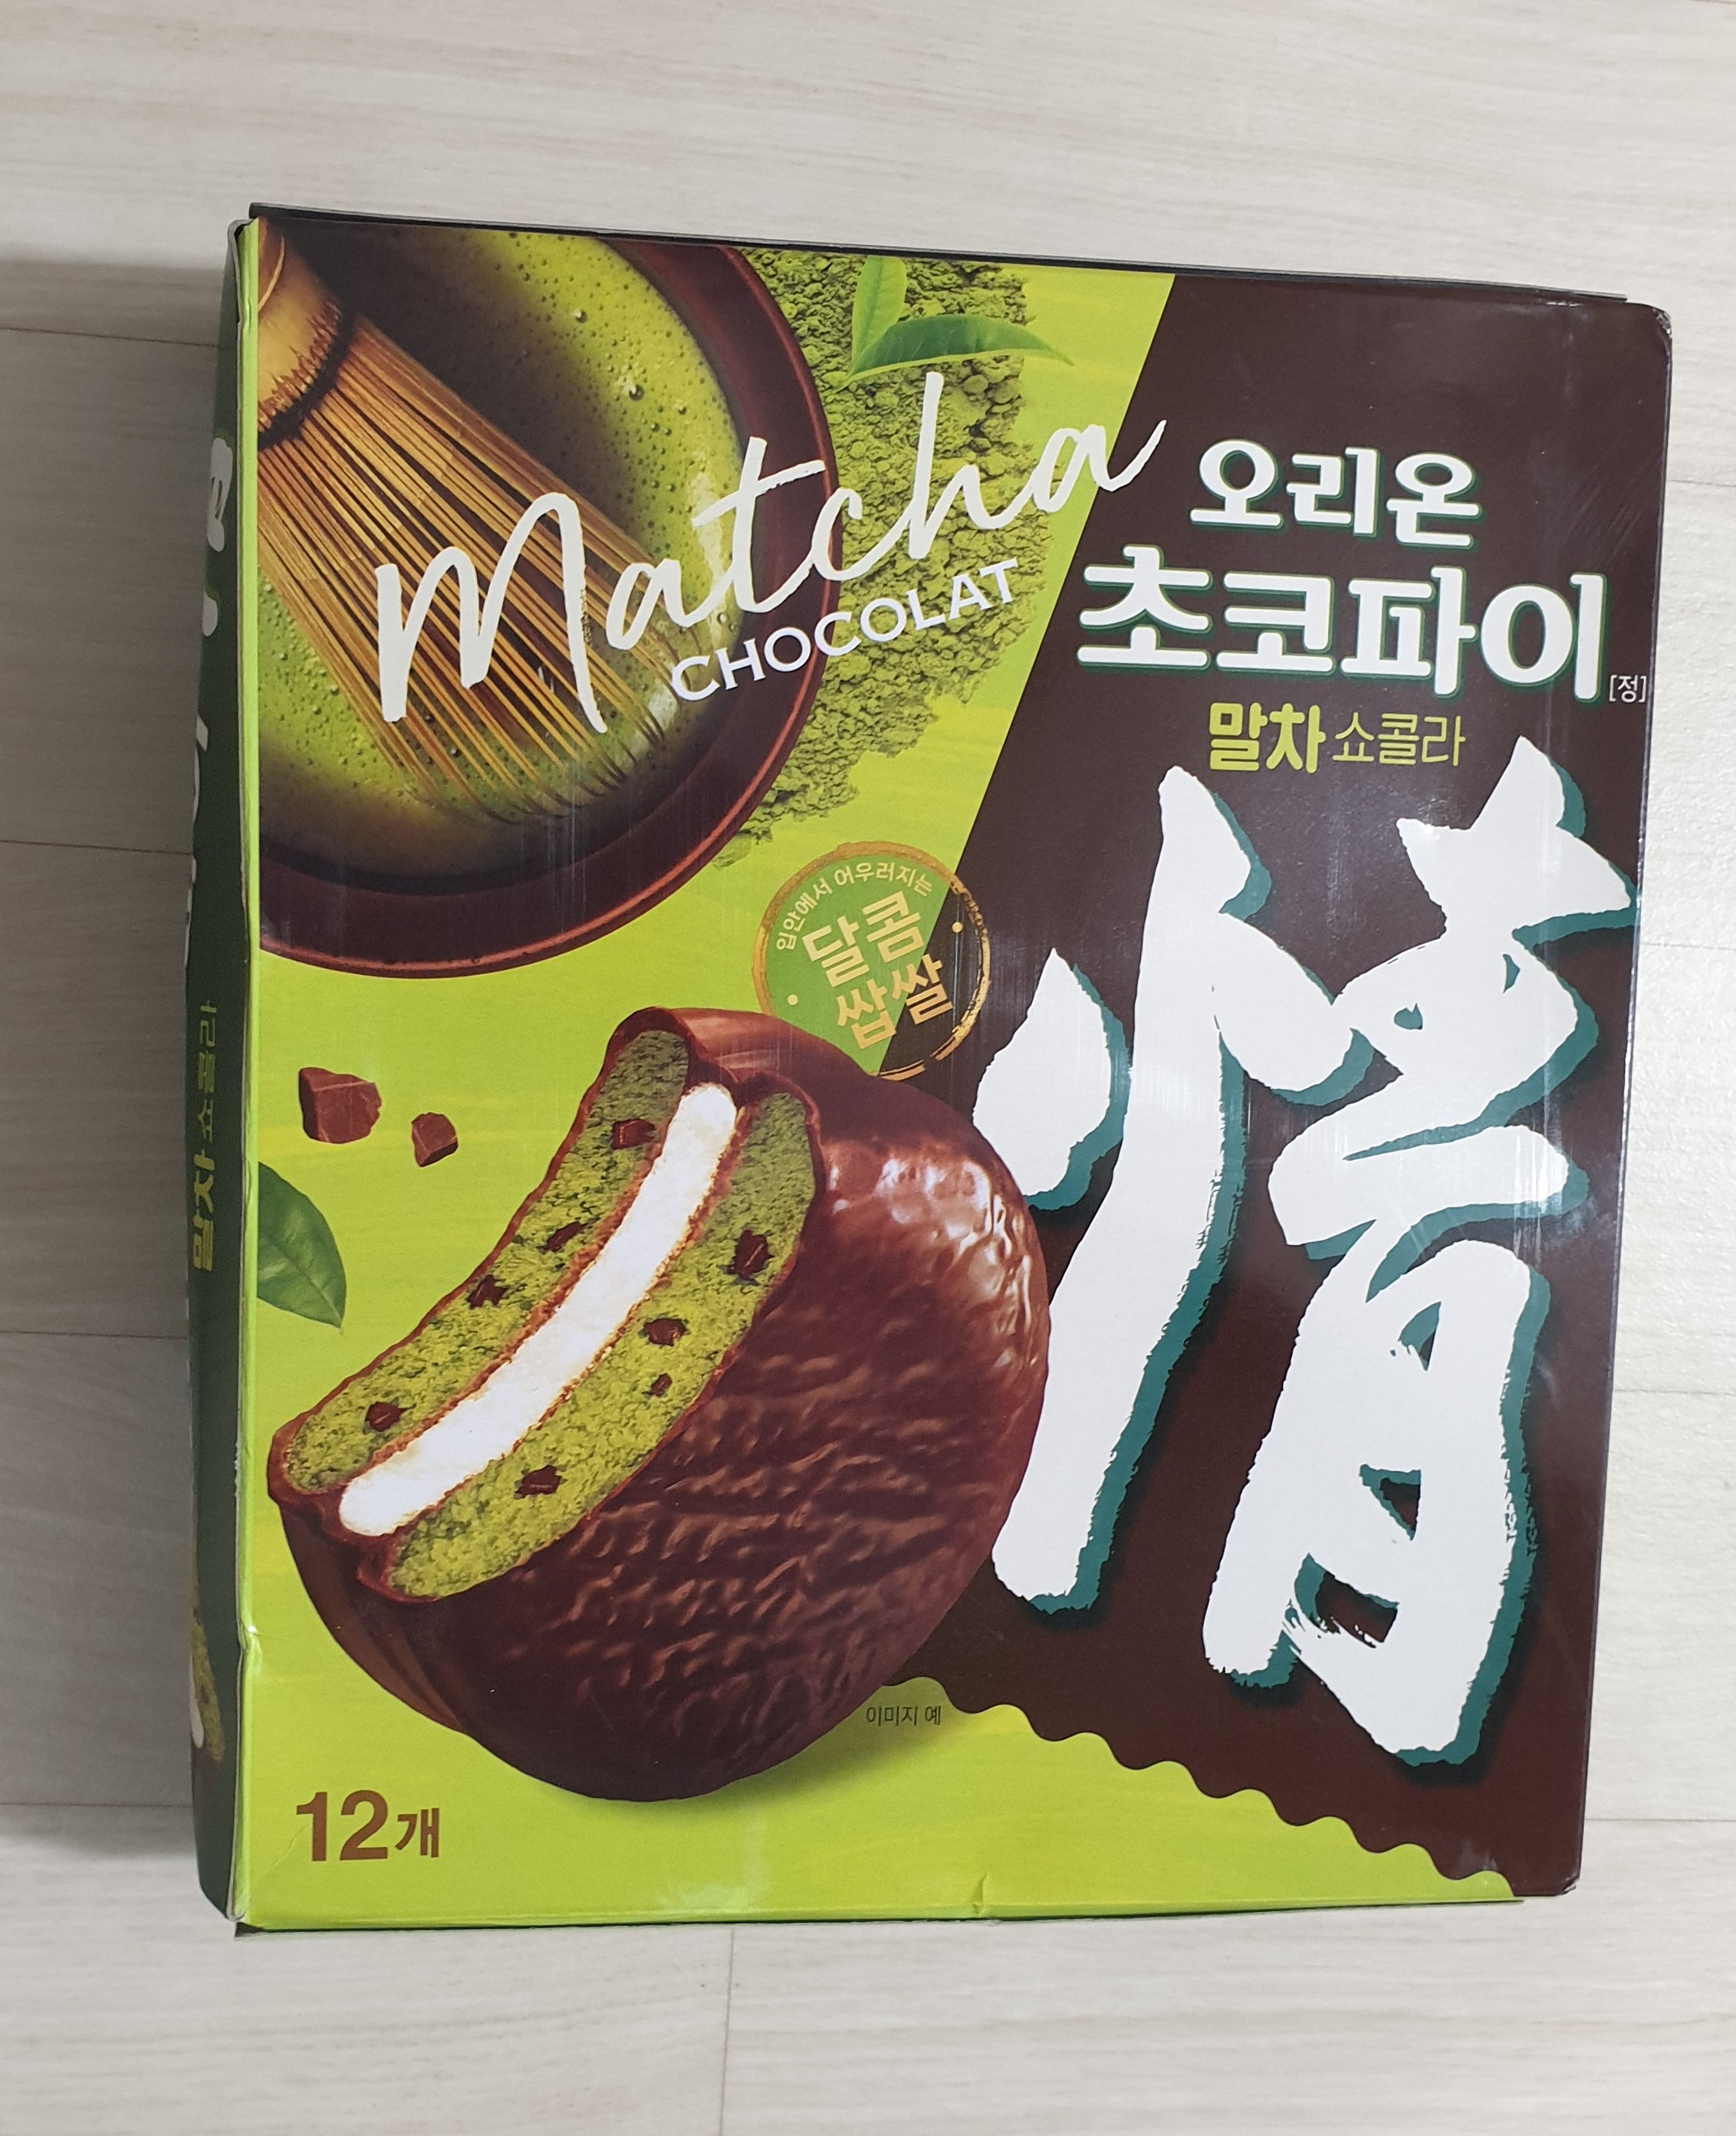 Matcha
CHOCOLAT
오리온
초코파이
[정]
말차 쇼콜라
情
입안에서 어우러지는
달콤
쌉쌀
이미지 예
12개
말차 쇼콜라